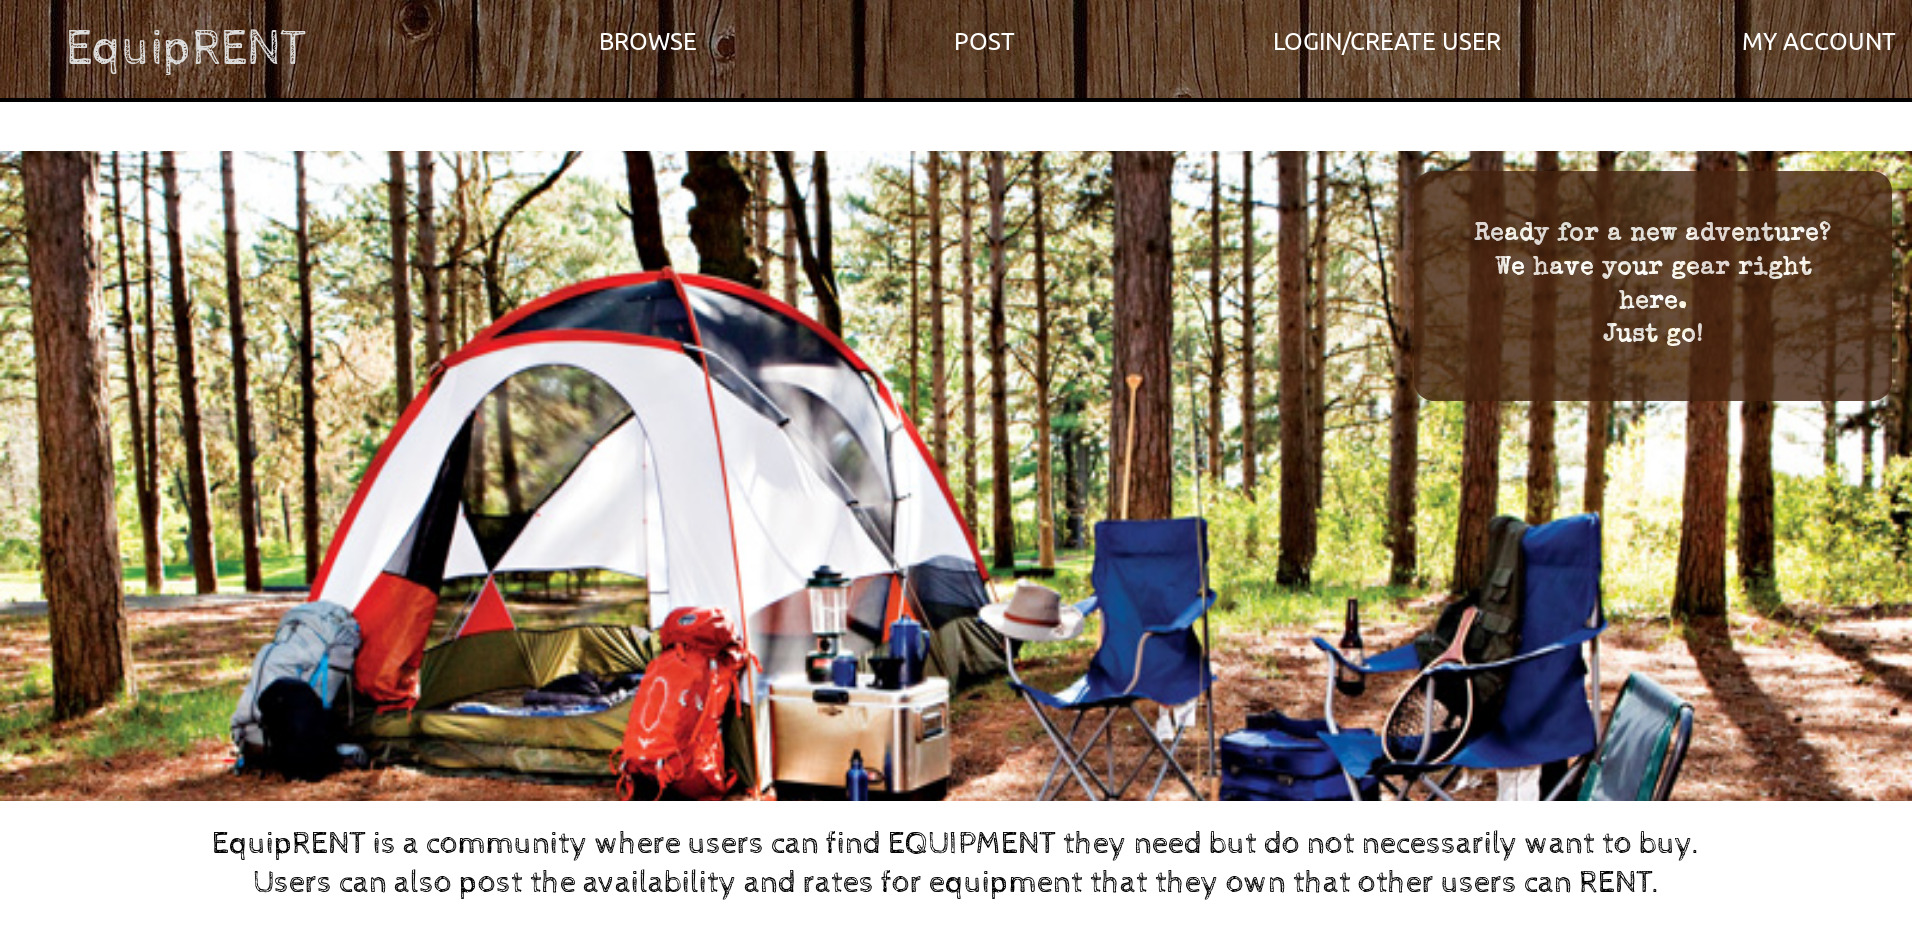 EquipRENT
BROWSE
POST
LOGIN/CREATE USER
MY ACCOUNT
Ready for a new adventure?
We have your gear right
here.
Just go!
EquipRENT is a community where users can find EQUIPMENT they need but do not necessarily want to buy.
Users can also post the availability and rates for equipment that they own that other users can RENT.